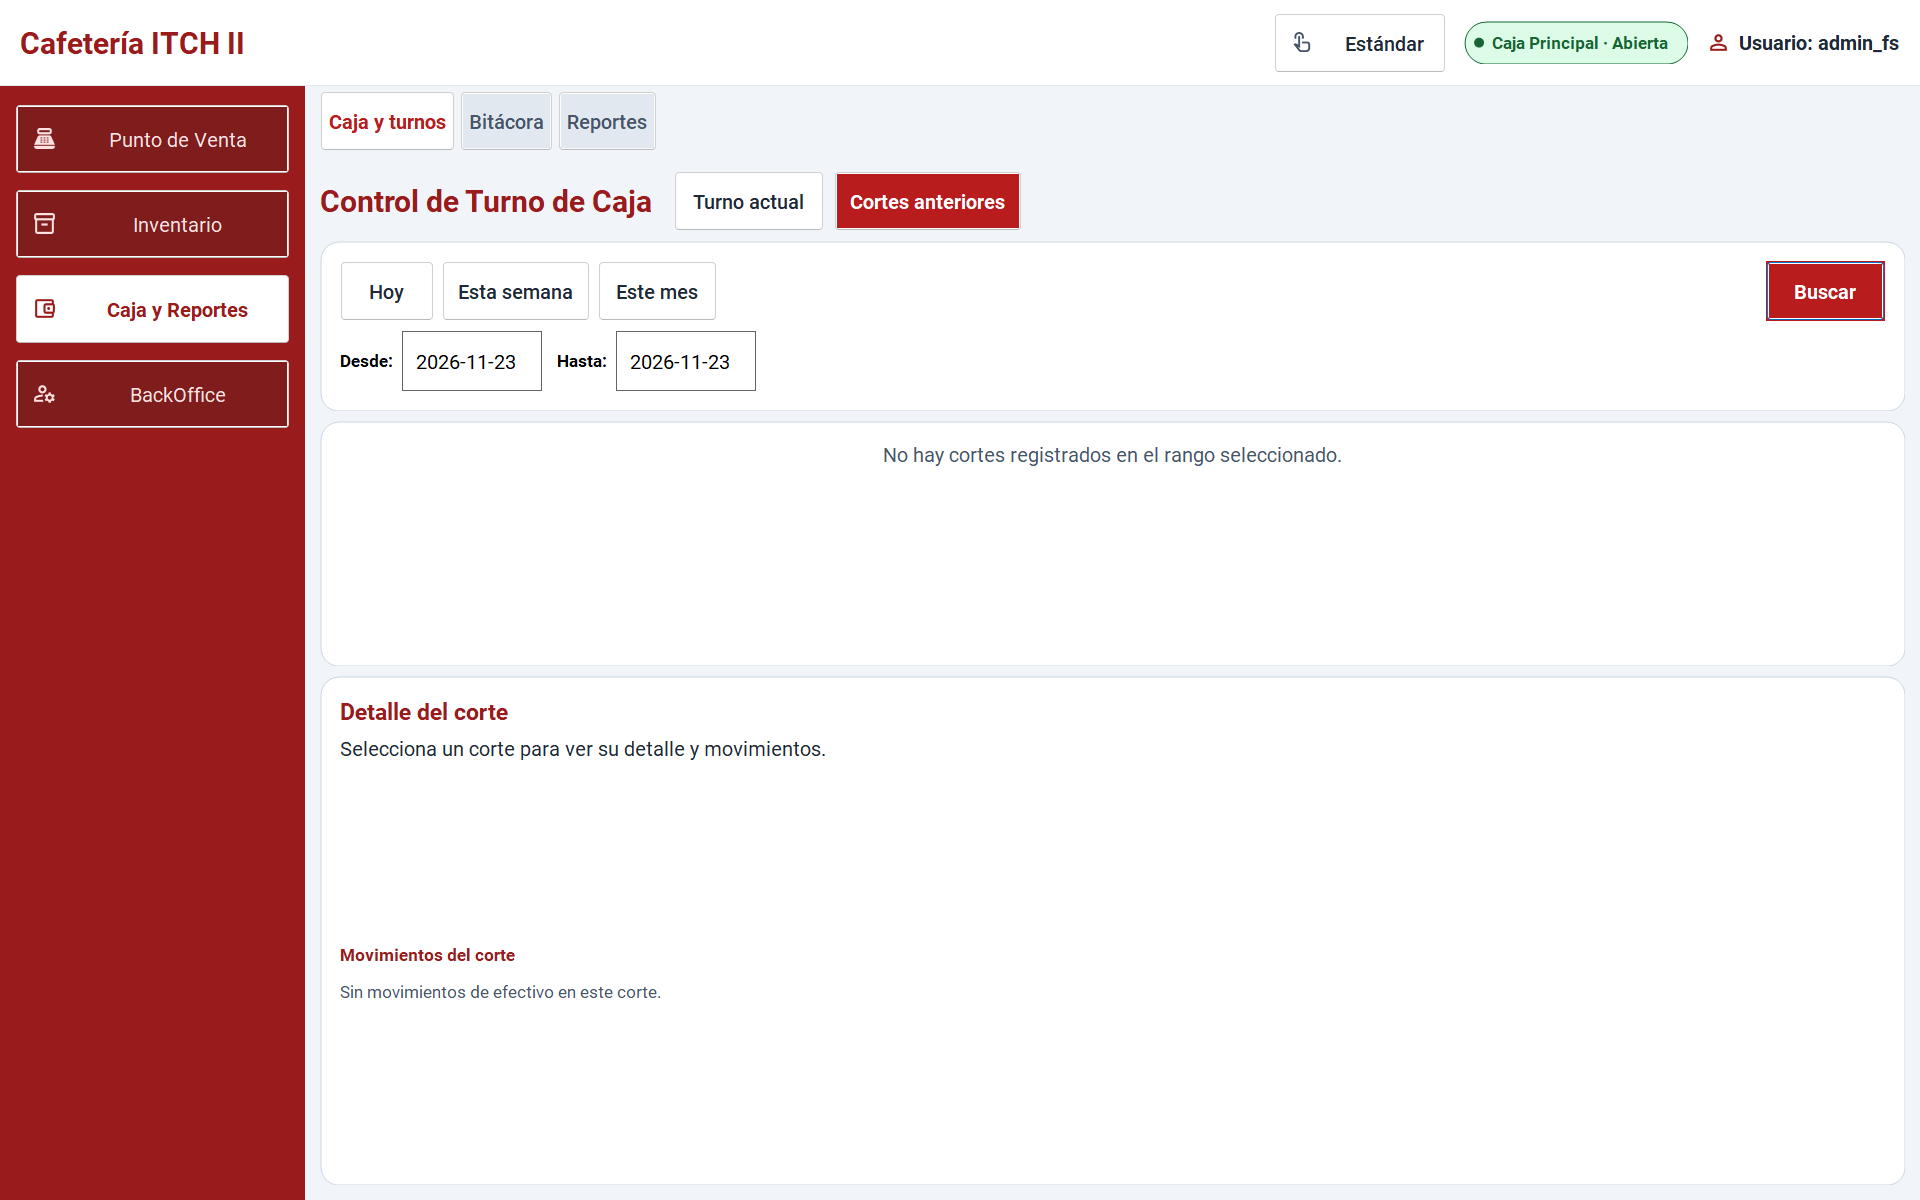 Cafetería ITCH II
Estándar
Caja Principal · Abierta
Usuario: admin_fs
Punto de Venta
Inventario
Caja y Reportes
BackOffice
Caja y turnos
Bitácora
Reportes
Control de Turno de Caja
Turno actual
Cortes anteriores
Hoy
Esta semana
Este mes
Buscar
Desde:
2026-11-23
Hasta:
2026-11-23
No hay cortes registrados en el rango seleccionado.
Detalle del corte
Selecciona un corte para ver su detalle y movimientos.
Movimientos del corte
Sin movimientos de efectivo en este corte.